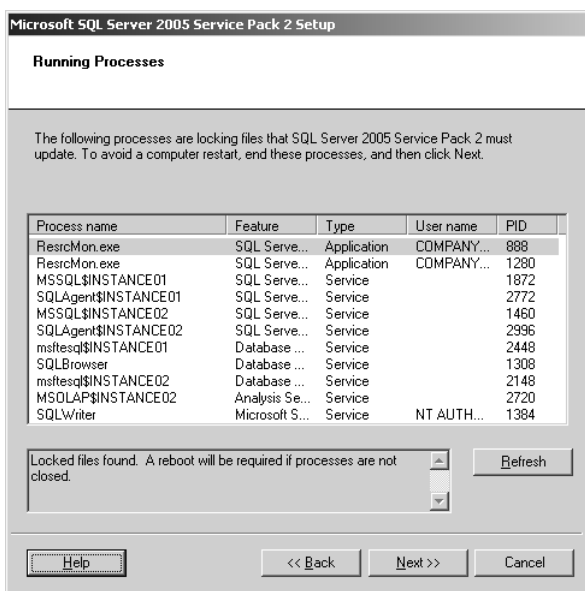 Microsoft SQL Server 2005 Service Pack 2 Setup
Running Processes
The following processes are locking files that SQL Server 2005 Service Pack 2 must
update. To avoid a computer restart, end these processes, and then click Next.
Process name Feature Type User name PID
ResrcMon.exe SQL Serve... Application COMPANY... 888
ResrcMon.exe SQL Serve... Application COMPANY... 1280
MSSQL$INSTANCE01 SQL Serve... Service 1872
SQLAgent$INSTANCE01 SQL Serve... Service 2772
MSSQL$INSTANCE02 SQL Serve... Service 1460
SQLAgent$INSTANCE02 SQL Serve... Service 2996
msftesql$INSTANCE01 Database ... Service 2448
SQLBrowser Database ... Service 1308
msftesql$INSTANCE02 Database ... Service 2148
MSOLAP$INSTANCE02 Analysis Se... Service 2720
SQLWriter Microsoft S... Service NT AUTH... 1384
Locked files found. A reboot will be required if processes are not
closed.
Refresh
Help << Back Next >> Cancel